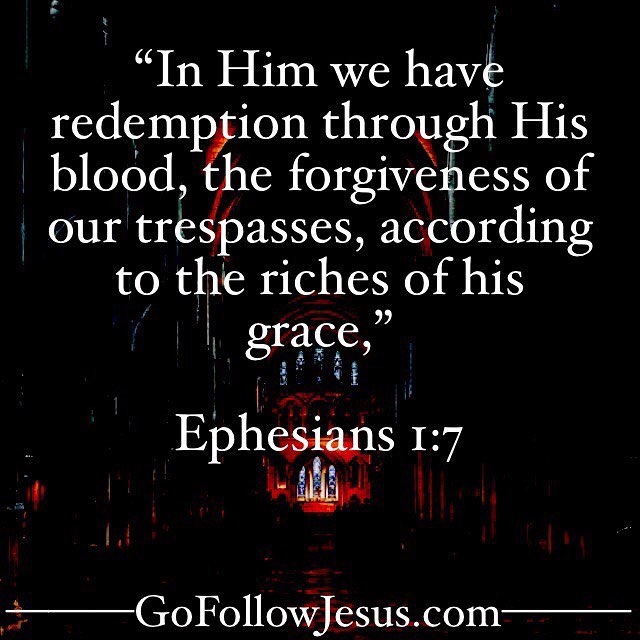 “In Him we have
redemption through His
blood, the forgiveness of
our trespasses, according
to the riches of his
grace,”
Ephesians 1:7
GoFollowJesus.com